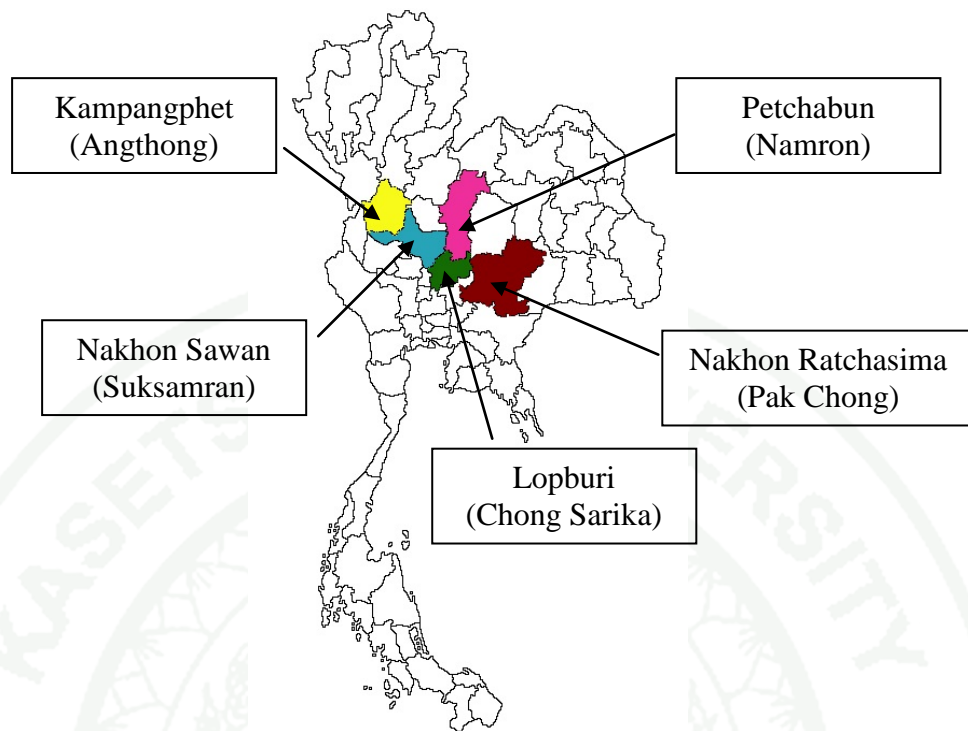 Kampangphet
(Angthong)
Petchabun
(Namron)
Nakhon Sawan
(Suksamran)
Nakhon Ratchasima
(Pak Chong)
Lopburi
(Chong Sarika)